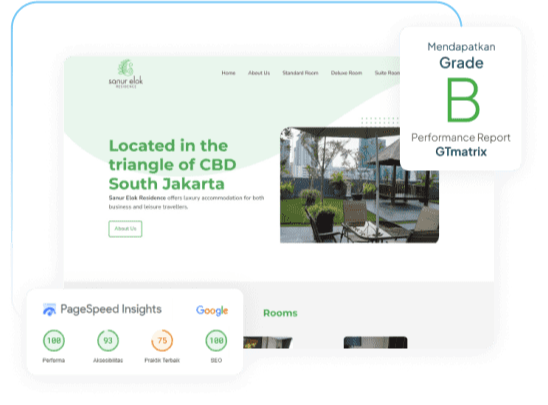 Mendapatkan
Grade
B
Performance Report
GTmatrix
sanur elok
RESIDENCE
Home About Us Standard Room Deluxe Room Suite Room
Located in the
triangle of CBD
South Jakarta
Sanur Elok Residence offers luxury accommodation for both
business and leisure travellers.
About Us
PageSpeed Insights Google
100 93 75 100
Performa Aksesibilitas Praktik Terbaik SEO
Rooms